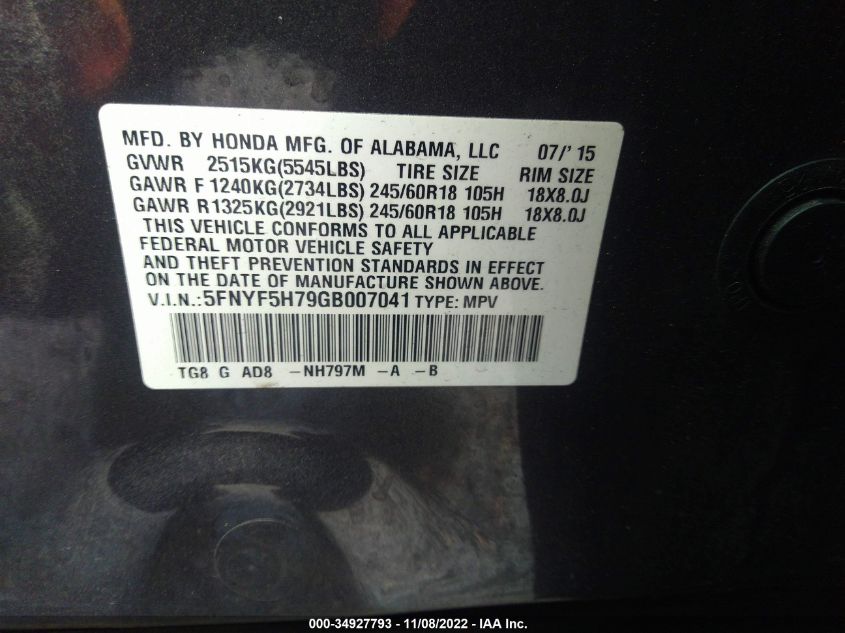 MFD. BY HONDA MFG. OF ALABAMA, LLC 07/' 15
GVWR 2515KG(5545LBS) TIRE SIZE RIM SIZE
GAWR F 1240KG(2734LBS) 245/60R18 105H 18X8.0J
GAWR R1325KG(2921LBS) 245/60R18 105H 18X8.0J
THIS VEHICLE CONFORMS TO ALL APPLICABLE
FEDERAL MOTOR VEHICLE SAFETY
AND THEFT PREVENTION STANDARDS IN EFFECT
ON THE DATE OF MANUFACTURE SHOWN ABOVE.
V.I.N.:5FNYF5H79GB007041 TYPE: MPV
TG8 G AD8 -NH797M -A -B
000-34927793 - 11/08/2022 - IAA Inc.